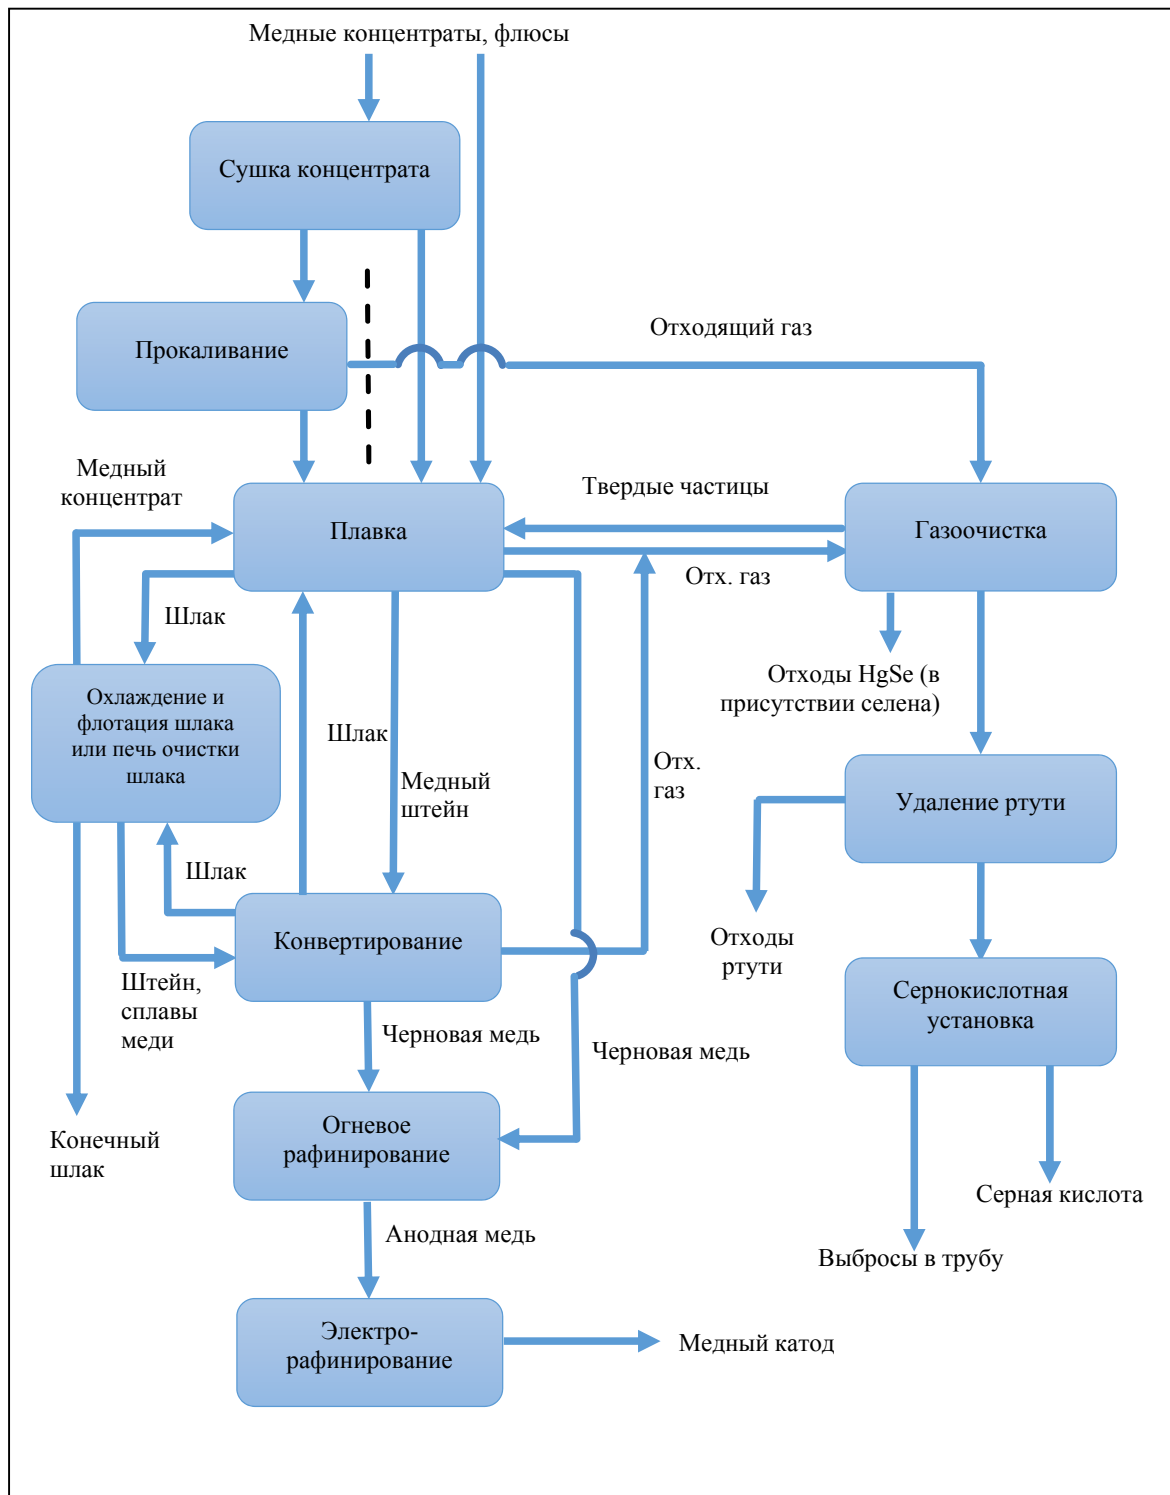 Медные концентраты, флюсы
Сушка концентрата
Отходящий газ
Прокаливание
Медный
концентрат
Твердые частицы
Плавка
Газоочистка
Отх. газ
Шлак
Отходы HgSe (в
присутствии селена)
Охлаждение и
флотация шлака
или печь очистки
шлака
Шлак
Отх.
газ
Медный
штейн
Удаление ртути
Шлак
Конвертирование
Отходы
ртути
Штейн,
сплавы
меди
Сернокислотная
установка
Черновая медь
Черновая медь
Огневое
рафинирование
Конечный
шлак
Серная кислота
Анодная медь
Выбросы в трубу
Электро-
рафинирование
Медный катод